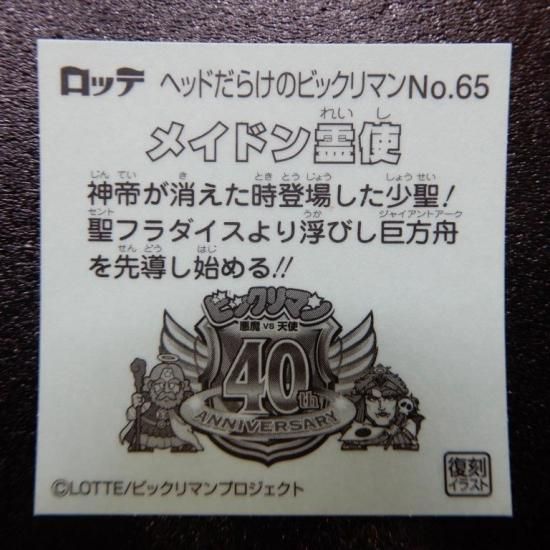 ロッテ ヘッドだらけのビックリマンNo.65
れいし
メイドン霊使
じんてい き ときとうじょう しょうせい
神帝が消えた時登場した少聖!
セント うか ジャイアントアーク
聖フラダイスより浮びし巨方舟
せんどう はじ
を先導し始める!!
ビックリマン
悪魔VS天使
40th
ANNIVERSARY
©LOTTE/ビックリマンプロジェクト
復刻
イラスト